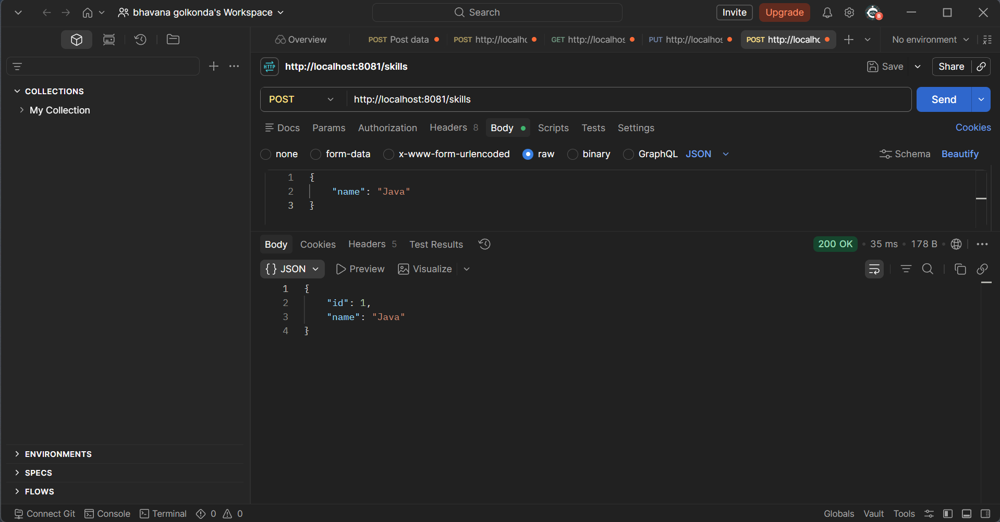 bhavana golkonda's Workspace
Search
Invite
Upgrade
B
Overview
POST Post data
POST http://localhc
GET http://localhos
PUT http://localhos
POST http://localhc
No environment
COLLECTIONS
My Collection
ENVIRONMENTS
SPECS
FLOWS
HTTP
http://localhost:8081/skills
Save
Share
POST
http://localhost:8081/skills
Send
Docs Params Authorization Headers 8 Body Scripts Tests Settings
Cookies
none form-data x-www-form-urlencoded raw binary GraphQL JSON
Schema Beautify
1 {
2 "name": "Java"
3 }
Body Cookies Headers 5 Test Results
200 OK • 35 ms • 178 B
{ } JSON Preview Visualize
1 {
2 "id": 1,
3 "name": "Java"
4 }
Connect Git Console Terminal 0 0
Globals Vault Tools